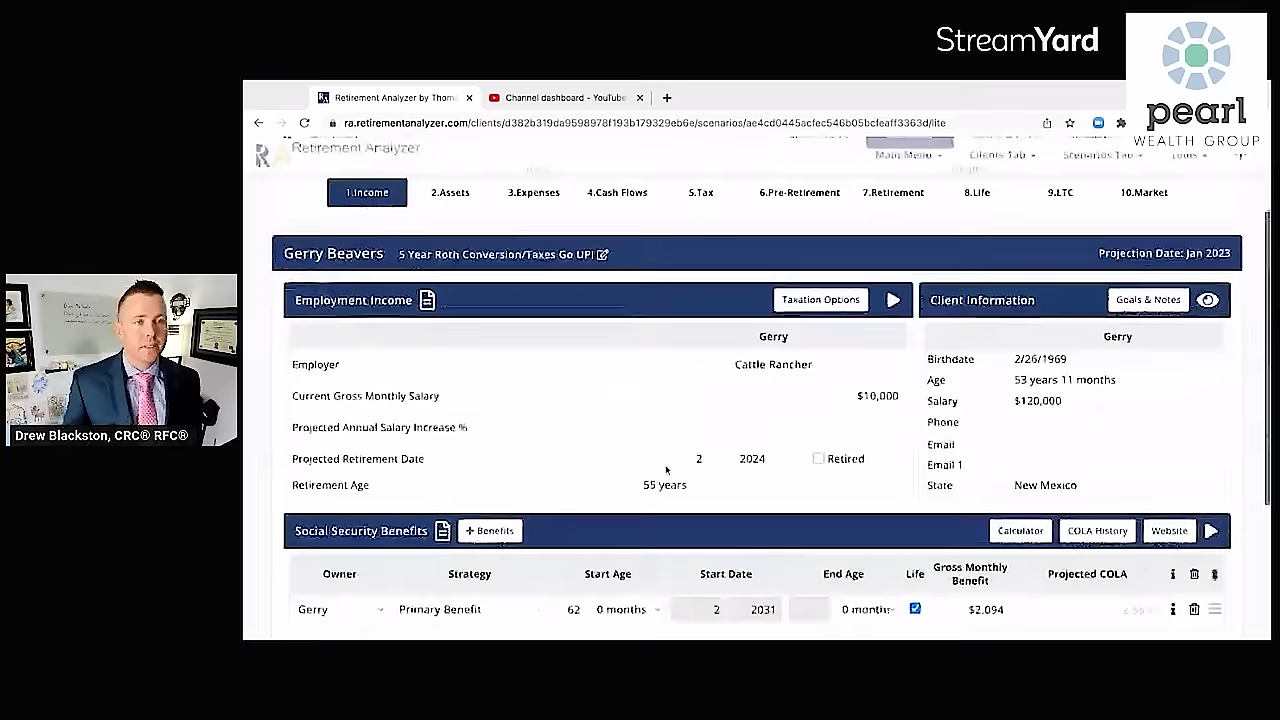 StreamYard
pearl
WEALTH GROUP
Retirement Analyzer by Thom
Channel dashboard - YouTube
ra.retirementanalyzer.com/clients/d382b319da9598978f193b179329eb6e/scenarios/ae4cd0445acfec546b05bcfeaff3363d/lite
Retirement Analyzer
Main Menu Clients Tab Scenarios Tab Tools
1.Income 2.Assets 3.Expenses 4.Cash Flows 5.Tax 6.Pre-Retirement 7.Retirement 8.Life 9.LTC 10.Market
Gerry Beavers 5 Year Roth Conversion/Taxes Go UP! Projection Date: Jan 2023
Employment Income Taxation Options Client Information Goals & Notes
Gerry Gerry
Employer Cattle Rancher
Birthdate 2/26/1969
Age 53 years 11 months
Current Gross Monthly Salary $10,000
Salary $120,000
Phone
Projected Annual Salary Increase %
Email
Projected Retirement Date 2 2024 Retired
Email 1
Retirement Age 55 years
State New Mexico
Social Security Benefits + Benefits Calculator COLA History Website
Owner Strategy Start Age Start Date End Age Life Gross Monthly Benefit Projected COLA
Gerry Primary Benefit 62 0 months 2 2031 0 months $2,094
Drew Blackston, CRC® RFC®